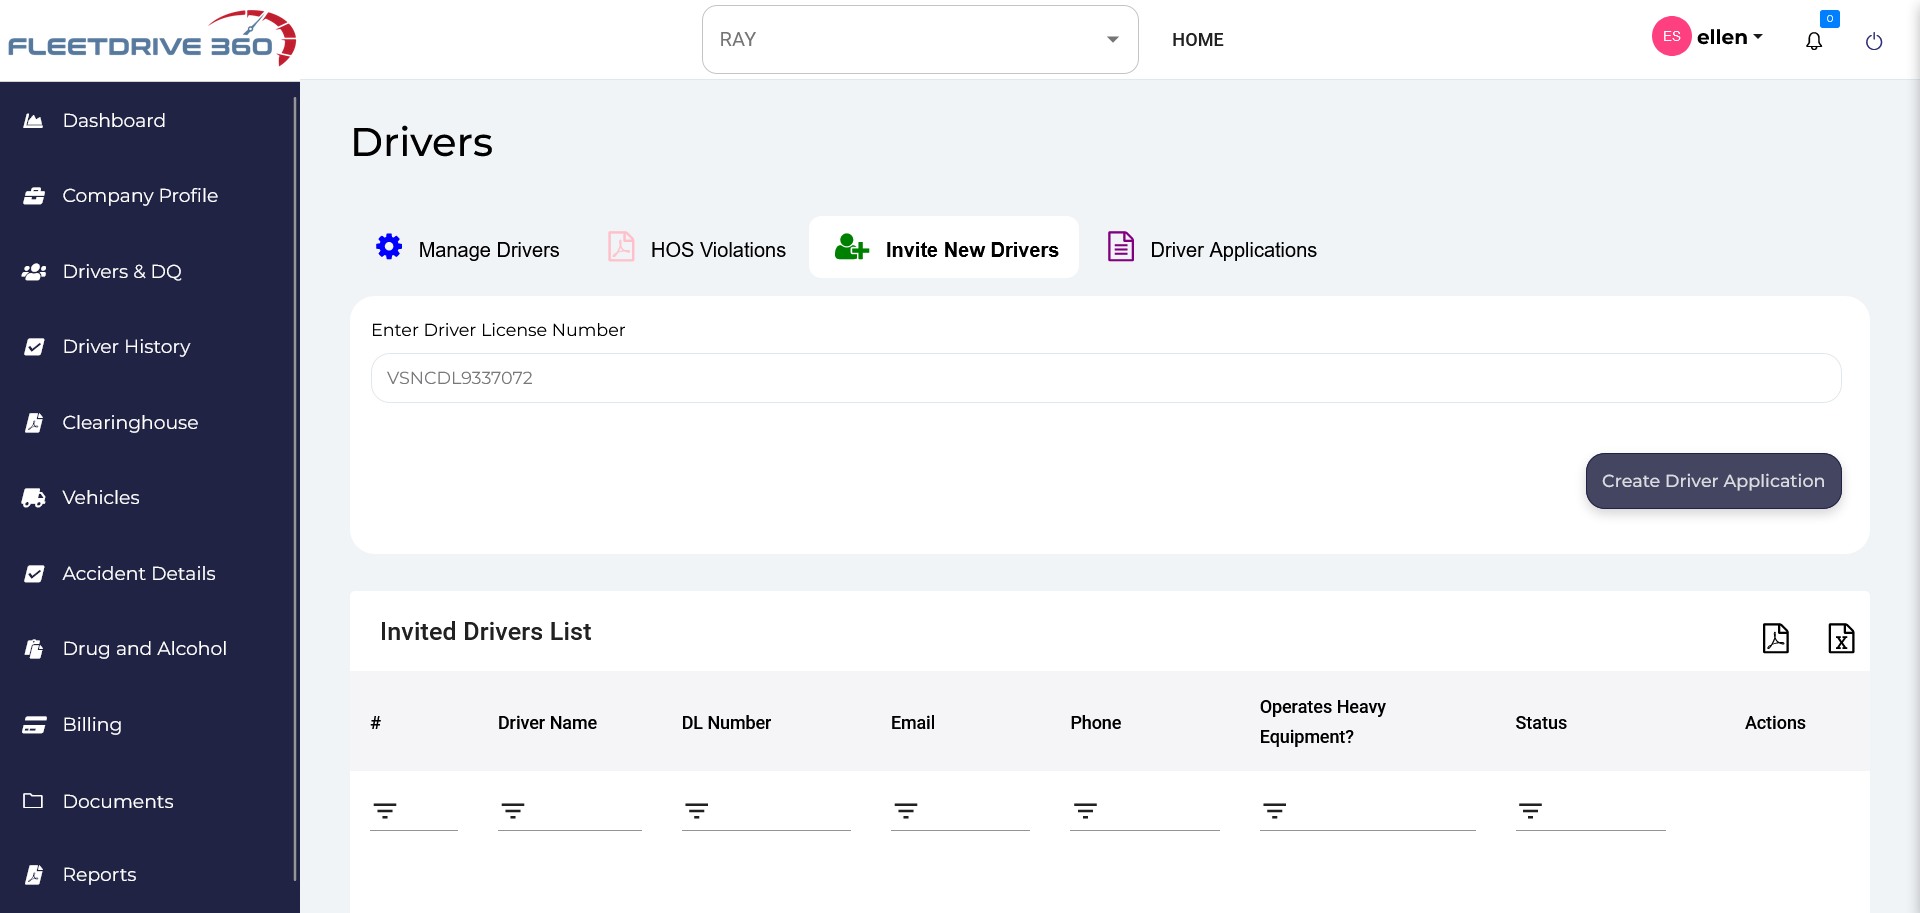 FLEETDRIVE 360
RAY
HOME
ES
ellen
0
Dashboard
Company Profile
Drivers & DQ
Driver History
Clearinghouse
Vehicles
Accident Details
Drug and Alcohol
Billing
Documents
Reports
Drivers
Manage Drivers
HOS Violations
Invite New Drivers
Driver Applications
Enter Driver License Number
VSNCDL9337072
Create Driver Application
Invited Drivers List
#
Driver Name
DL Number
Email
Phone
Operates Heavy
Equipment?
Status
Actions